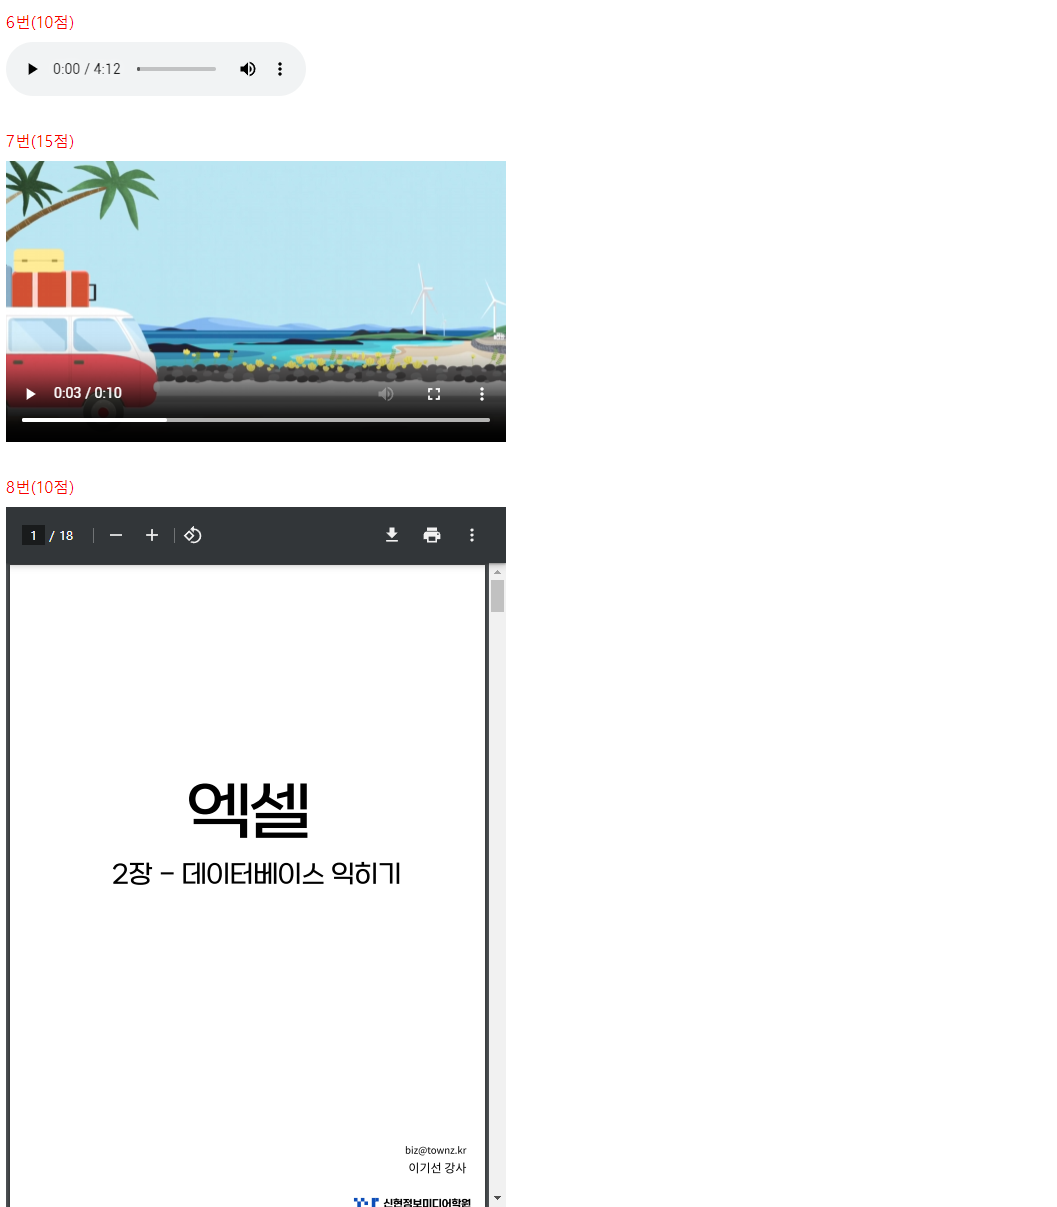 6번(10점)
0:00 / 4:12
7번(15점)
0:03 / 0:10
8번(10점)
1 / 18
엑셀
2장 - 데이터베이스 익히기
biz@townz.kr
이기선 강사
신협정보미디어학원